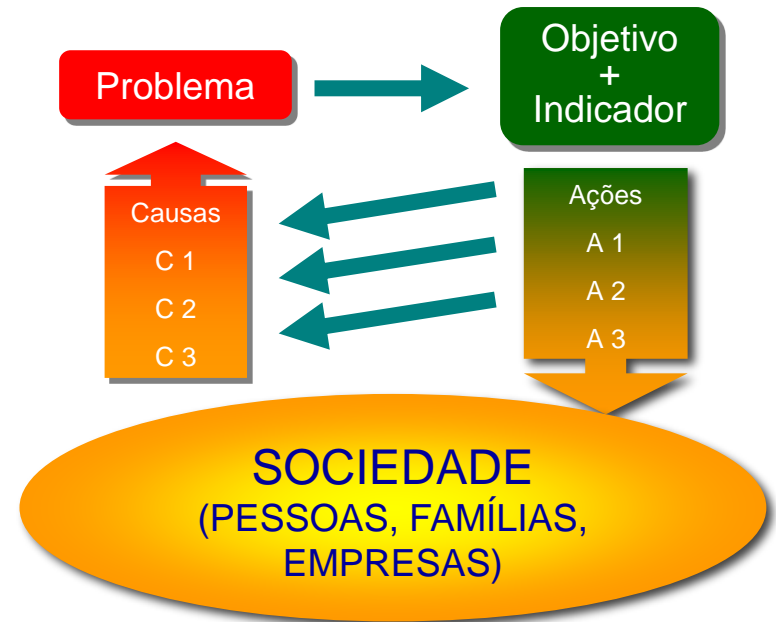 Problema
Objetivo
+
Indicador
Causas
C 1
C 2
C 3
Ações
A 1
A 2
A 3
SOCIEDADE
(PESSOAS, FAMÍLIAS,
EMPRESAS)